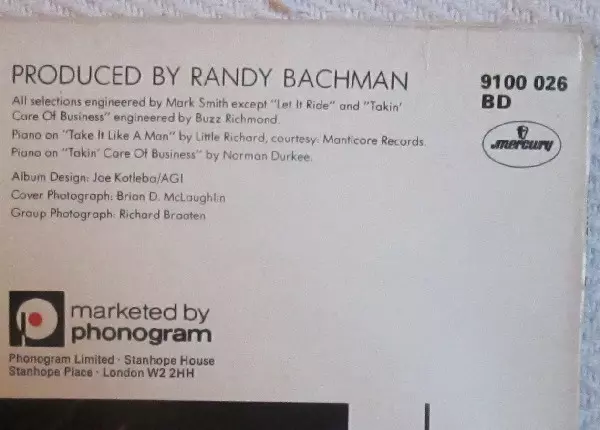 PRODUCED BY RANDY BACHMAN
All selections engineered by Mark Smith except "Let It Ride" and "Takin'
Care Of Business" engineered by Buzz Richmond.
Piano on "Take It Like A Man" by Little Richard, courtesy: Manticore Records.
Piano on "Takin' Care Of Business" by Norman Durkee.
Album Design: Joe Kotleba/AGI
Cover Photograph: Brian D. McLaughlin
Group Photograph: Richard Braaten
9100 026
BD
mercury
marketed by
phonogram
Phonogram Limited · Stanhope House
Stanhope Place · London W2 2HH